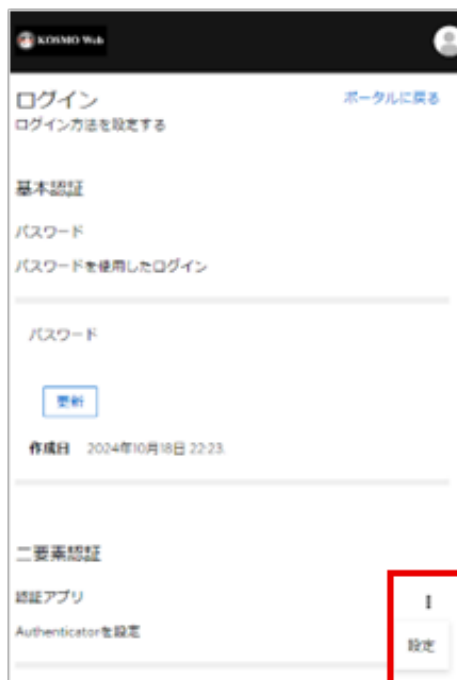 KOSMO Web
ログイン
ポータルに戻る
ログイン方法を設定する
基本認証
パスワード
パスワードを使用したログイン
パスワード
更新
作成日 2024年10月18日 22:23.
二要素認証
認証アプリ
Authenticatorを設定
設定